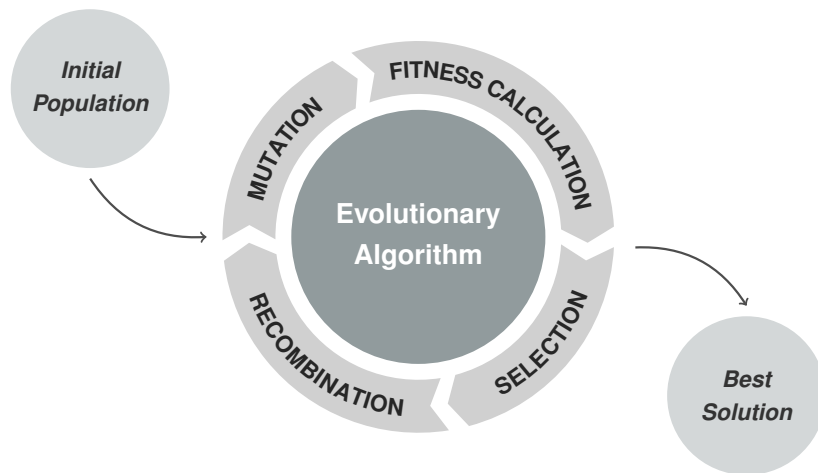 Initial
Population
MUTATION
FITNESS CALCULATION
Evolutionary
Algorithm
RECOMBINATION
SELECTION
Best
Solution